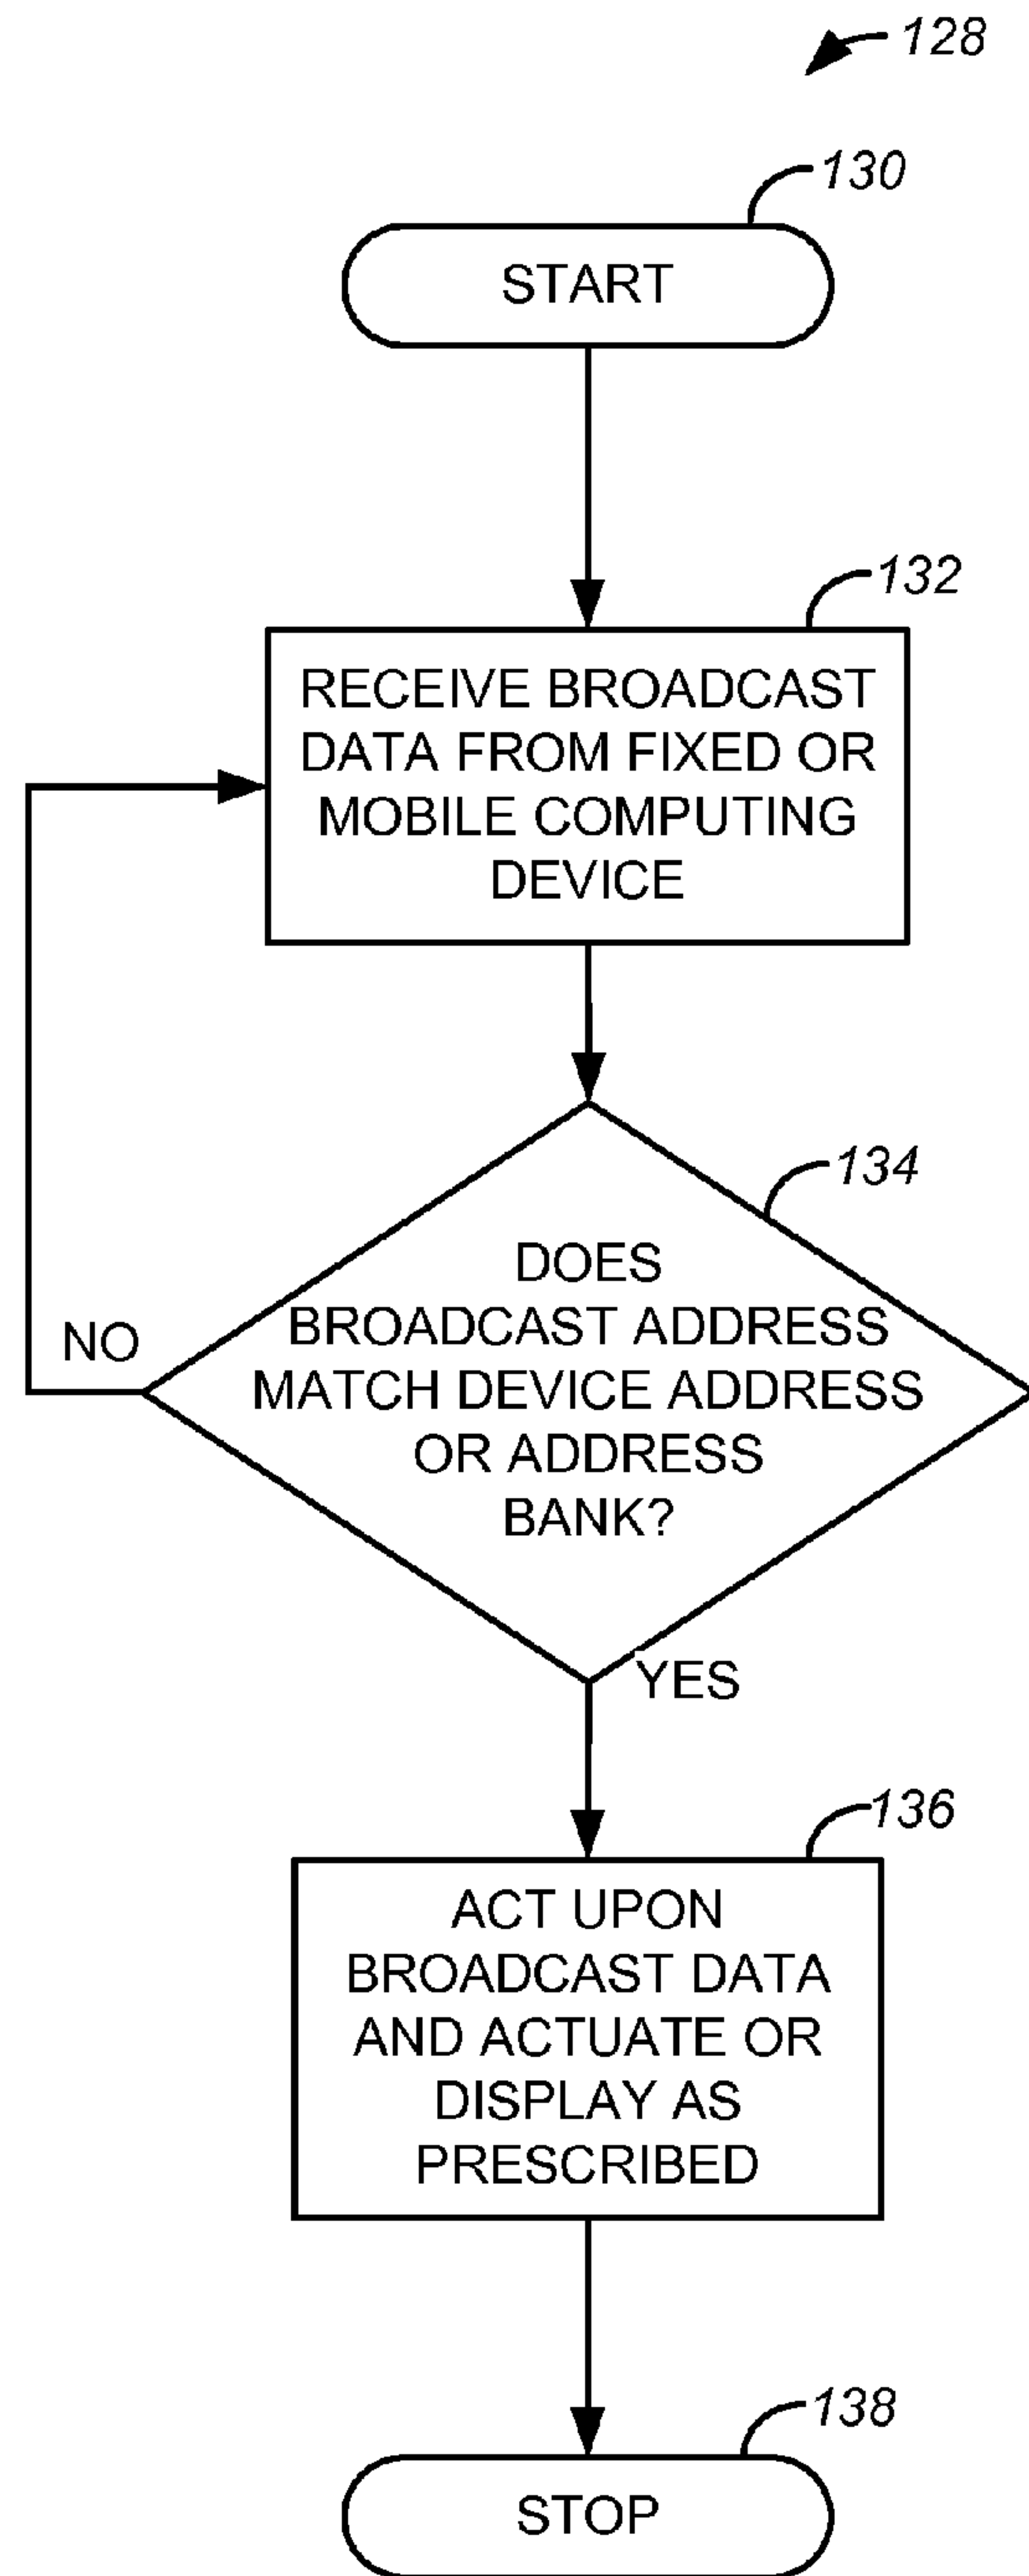 128
130
START
132
RECEIVE BROADCAST
DATA FROM FIXED OR
MOBILE COMPUTING
DEVICE
134
DOES
BROADCAST ADDRESS
MATCH DEVICE ADDRESS
OR ADDRESS
BANK?
NO
YES
136
ACT UPON
BROADCAST DATA
AND ACTUATE OR
DISPLAY AS
PRESCRIBED
138
STOP